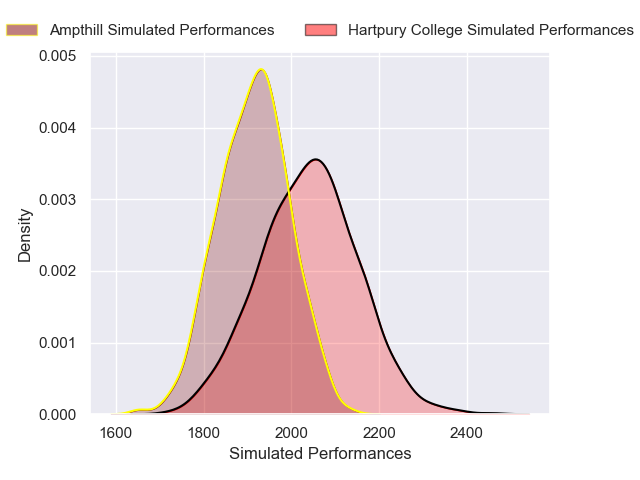 Ampthill Simulated Performances
Hartpury College Simulated Performances
0.005
0.004
0.003
0.002
0.001
0.000
Density
1600 1800 2000 2200 2400
Simulated Performances